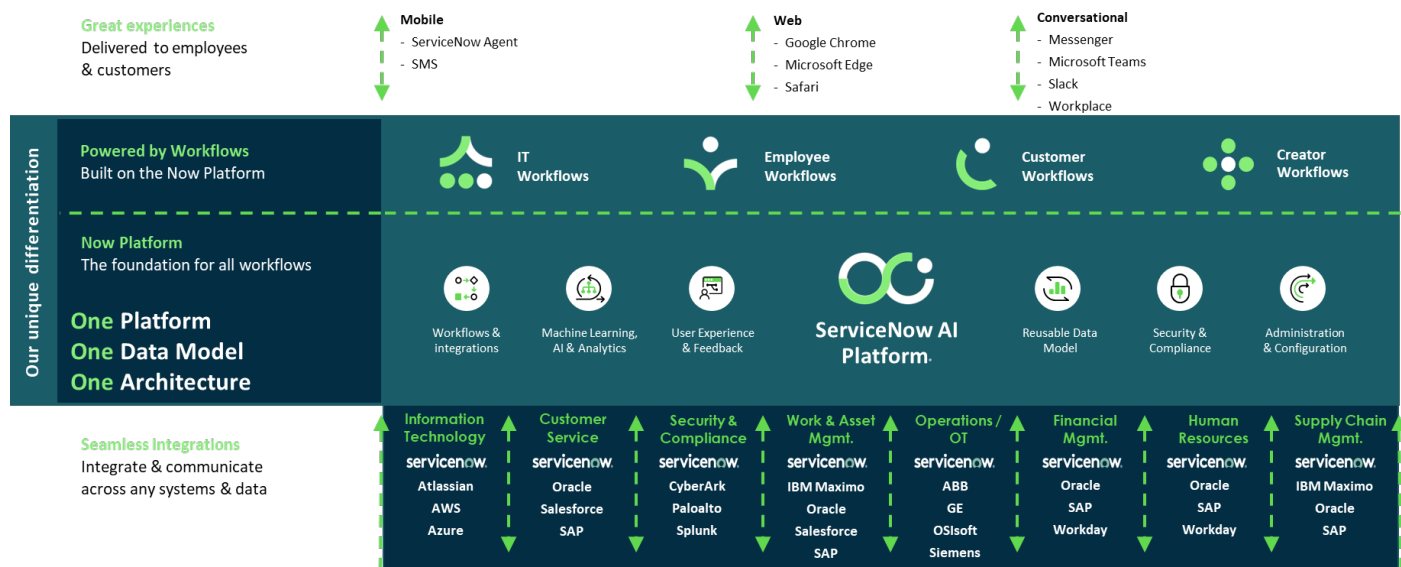 Great experiences
Delivered to employees
& customers
Mobile
- ServiceNow Agent
- SMS
Web
- Google Chrome
- Microsoft Edge
- Safari
Conversational
- Messenger
- Microsoft Teams
- Slack
- Workplace
Our unique differentiation
Powered by Workflows
Built on the Now Platform
IT
Workflows
Employee
Workflows
Customer
Workflows
Creator
Workflows
Now Platform
The foundation for all workflows
One Platform
One Data Model
One Architecture
Workflows &
integrations
Machine Learning,
AI & Analytics
User Experience
& Feedback
ServiceNow AI
Platform.
Reusable Data
Model
Security &
Compliance
Administration
& Configuration
Seamless Integrations
Integrate & communicate
across any systems & data
Information
Technology
servicenow.
Atlassian
AWS
Azure
Customer
Service
servicenow.
Oracle
Salesforce
SAP
Security &
Compliance
servicenow.
CyberArk
Paloalto
Splunk
Work & Asset
Mgmt.
servicenow.
IBM Maximo
Oracle
Salesforce
SAP
Operations /
OT
servicenow.
ABB
GE
OSIsoft
Siemens
Financial
Mgmt.
servicenow.
Oracle
SAP
Workday
Human
Resources
servicenow.
Oracle
SAP
Workday
Supply Chain
Mgmt.
servicenow.
IBM Maximo
Oracle
SAP